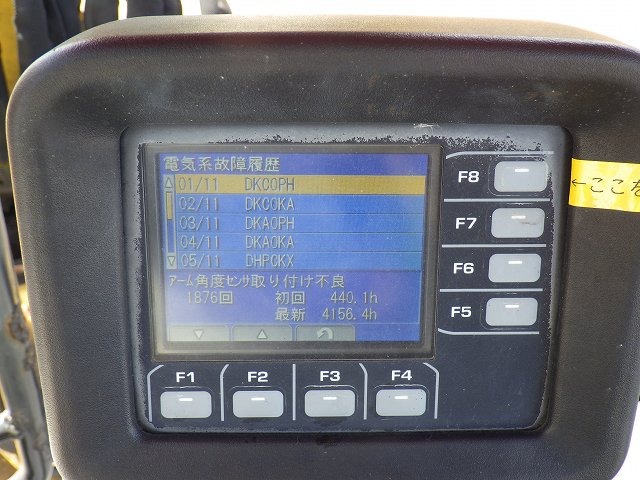 電気系故障履歴
01/11 DKC0PH
02/11 DKC0KA
03/11 DKA0PH
04/11 DKA0KA
05/11 DHPCKX
アーム角度センサ取り付け不良
1876回 初回 440.1h
最新 4156.4h
F8
F7
F6
F5
F1 F2 F3 F4
←ここを